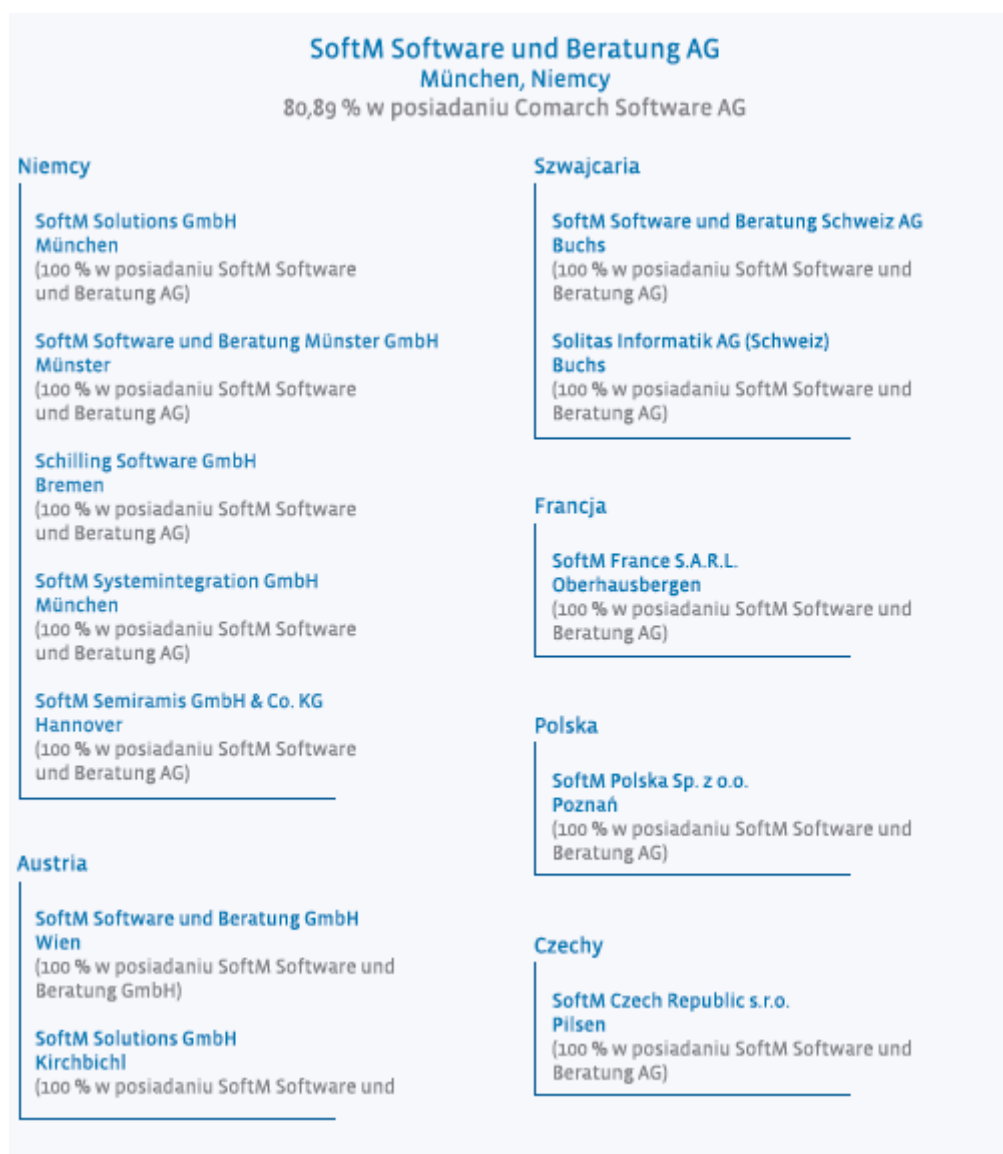 SoftM Software und Beratung AG
München, Niemcy
80,89 % w posiadaniu Comarch Software AG
Niemcy
SoftM Solutions GmbH
München
(100 % w posiadaniu SoftM Software
und Beratung AG)
SoftM Software und Beratung Münster GmbH
Münster
(100 % w posiadaniu SoftM Software
und Beratung AG)
Schilling Software GmbH
Bremen
(100 % w posiadaniu SoftM Software
und Beratung AG)
SoftM Systemintegration GmbH
München
(100 % w posiadaniu SoftM Software
und Beratung AG)
SoftM Semiramis GmbH & Co. KG
Hannover
(100 % w posiadaniu SoftM Software
und Beratung AG)
Austria
SoftM Software und Beratung GmbH
Wien
(100 % w posiadaniu SoftM Software und
Beratung GmbH)
SoftM Solutions GmbH
Kirchbichl
(100 % w posiadaniu SoftM Software und
Szwajcaria
SoftM Software und Beratung Schweiz AG
Buchs
(100 % w posiadaniu SoftM Software und
Beratung AG)
Solitas Informatik AG (Schweiz)
Buchs
(100 % w posiadaniu SoftM Software und
Beratung AG)
Francja
SoftM France S.A.R.L.
Oberhausbergen
(100 % w posiadaniu SoftM Software und
Beratung AG)
Polska
SoftM Polska Sp. z o.o.
Poznań
(100 % w posiadaniu SoftM Software und
Beratung AG)
Czechy
SoftM Czech Republic s.r.o.
Pilsen
(100 % w posiadaniu SoftM Software und
Beratung AG)